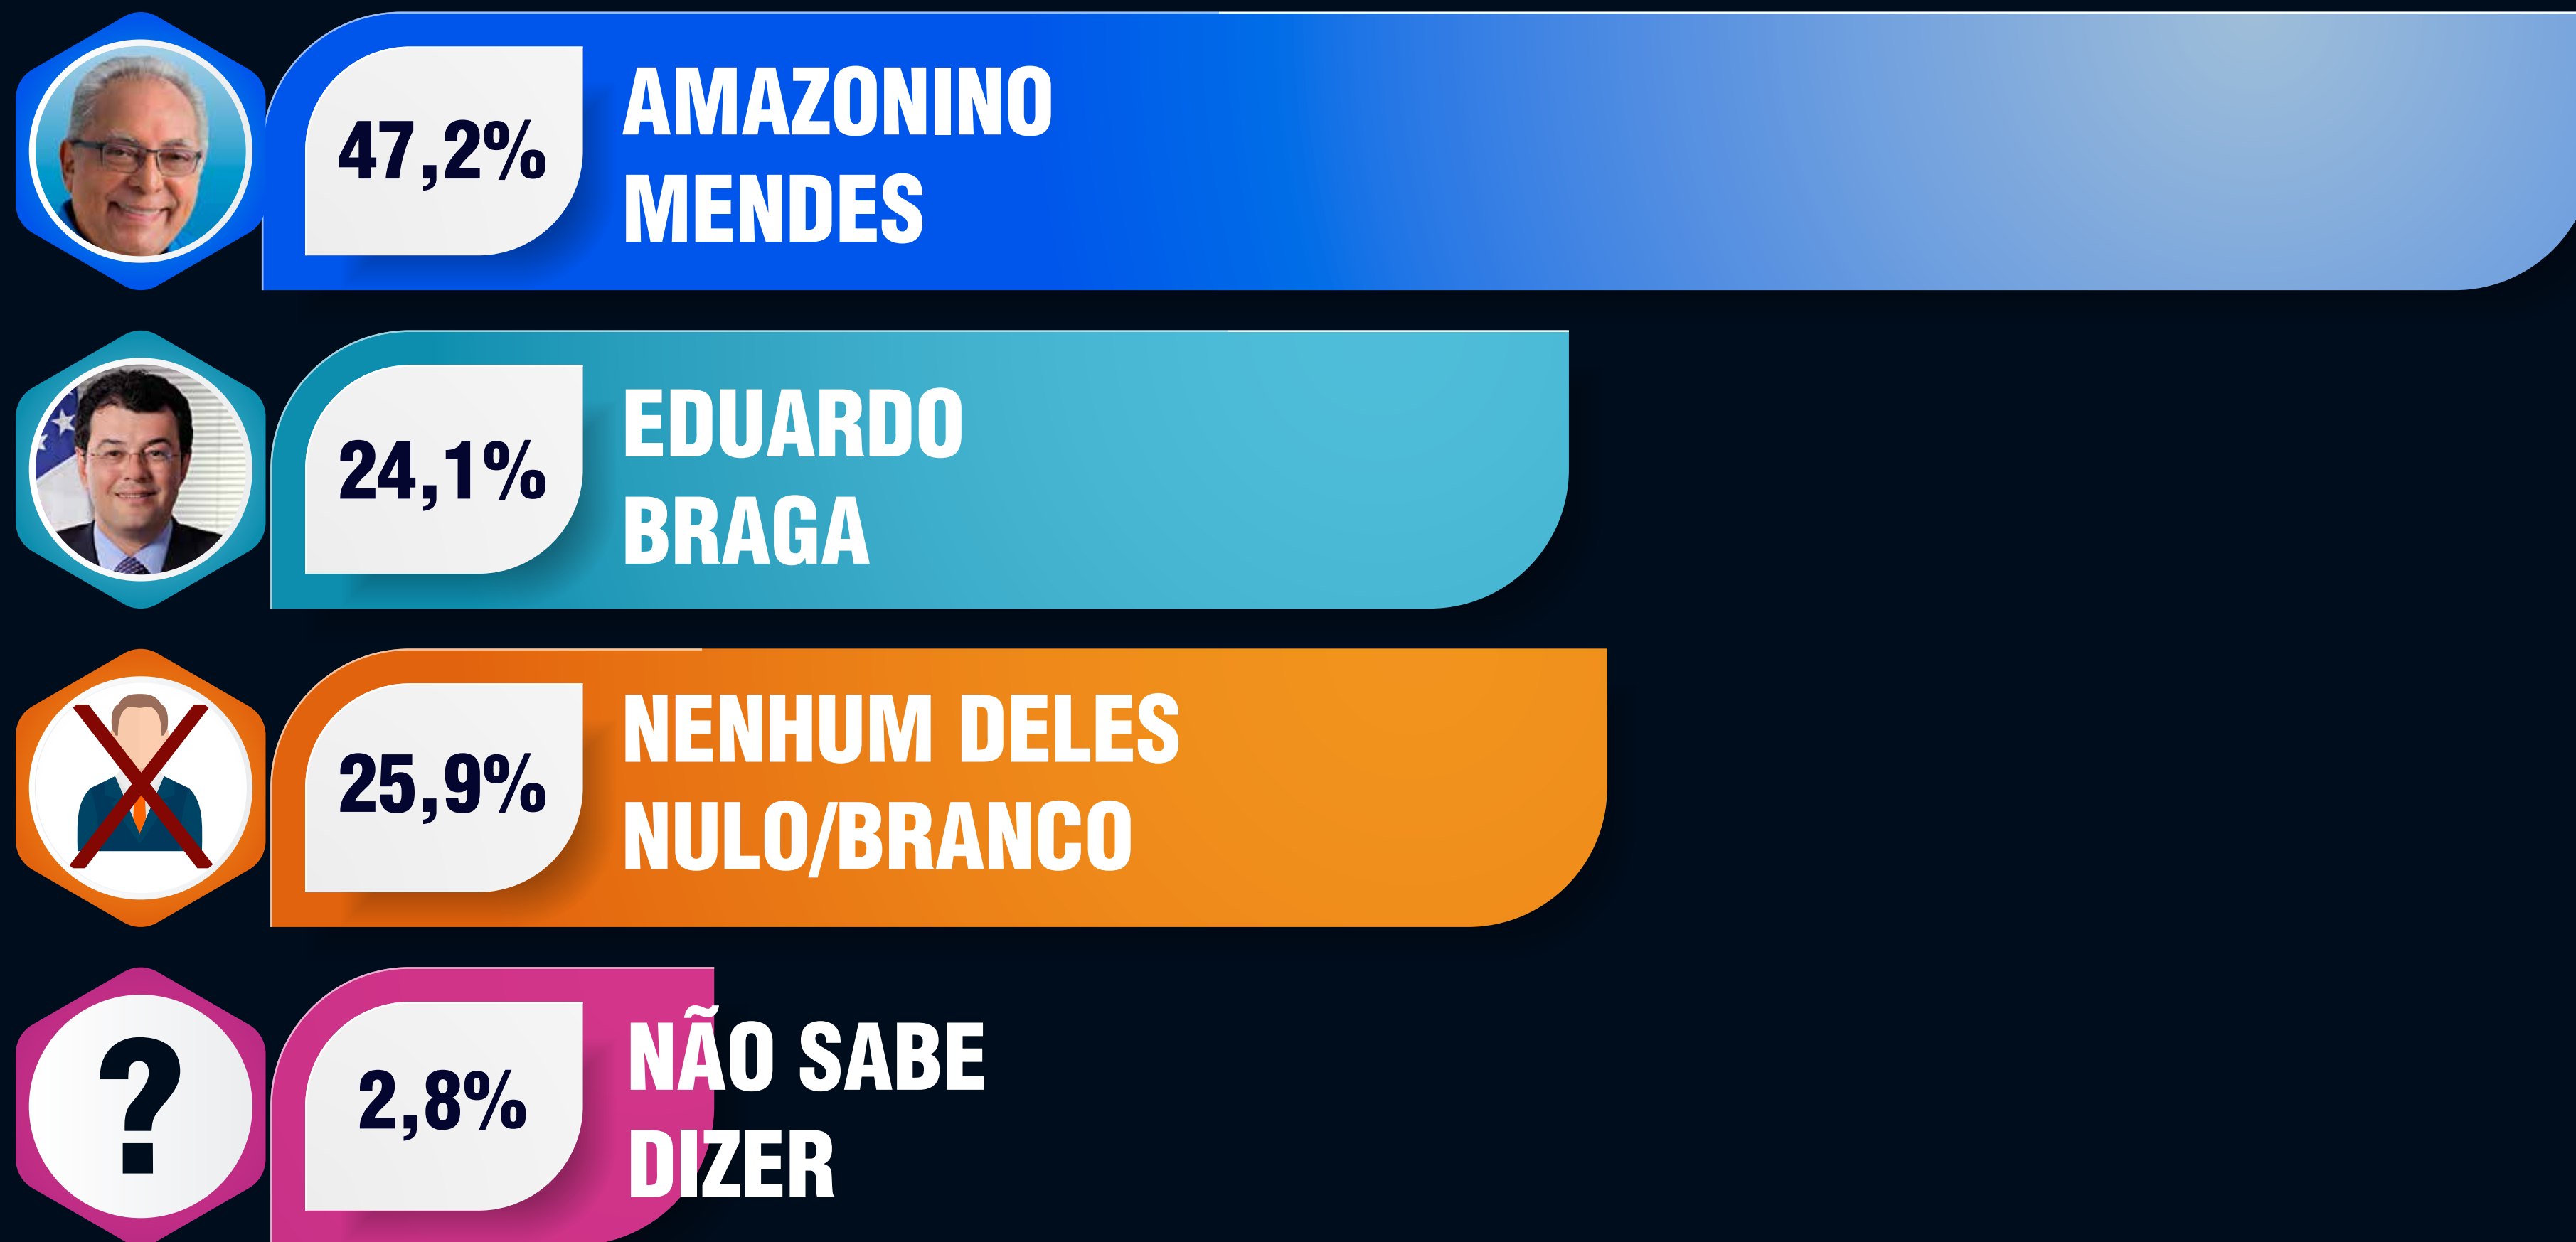 47,2%
AMAZONINO
MENDES
24,1%
EDUARDO
BRAGA
25,9%
NENHUM DELES
NULO/BRANCO
?
2,8%
NÃO SABE
DIZER